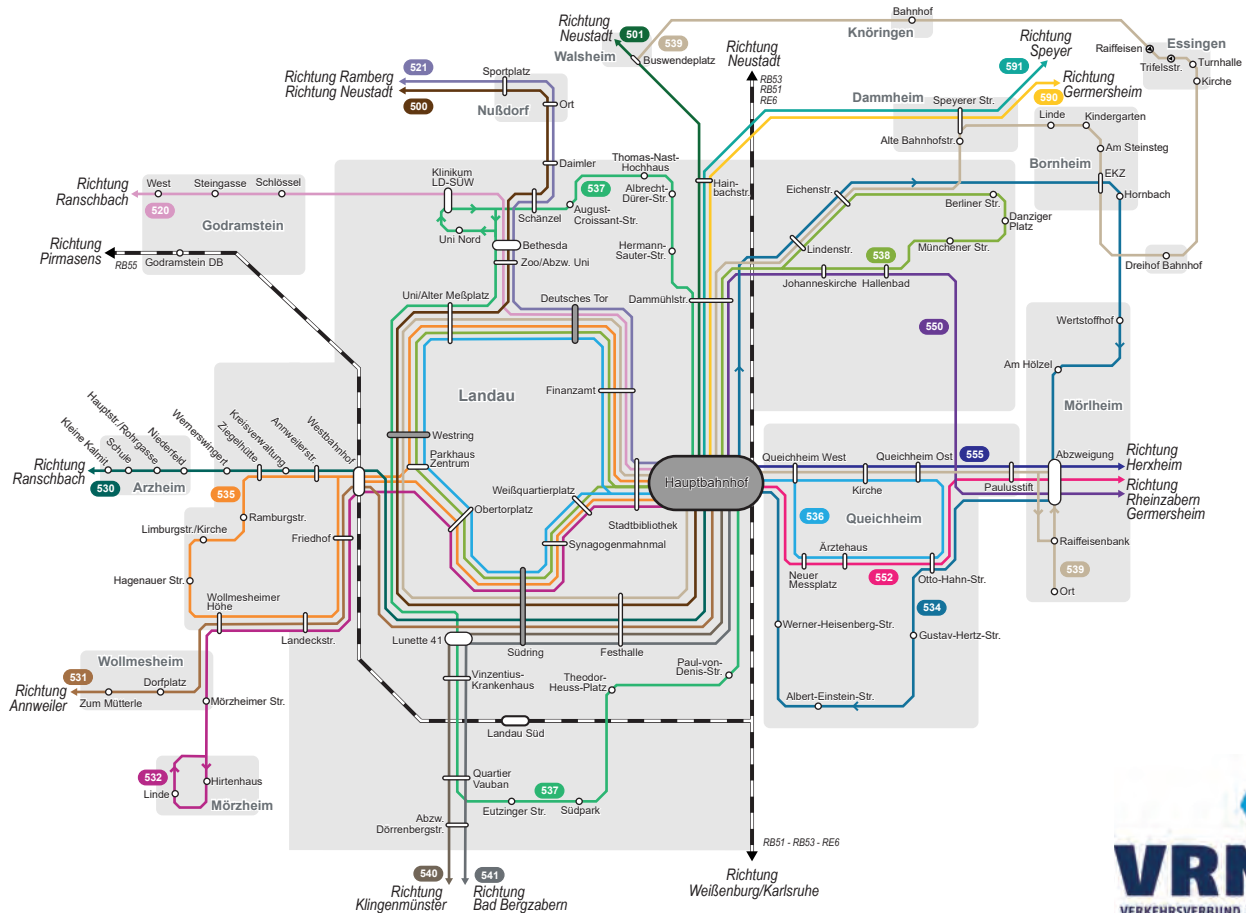 Bahnhof
Knöringen
Richtung
Neustadt
501
539
Walsheim
Buswendeplatz
Richtung
Neustadt
RB53
RB51
RE6
Richtung
Speyer
591
Richtung
Germersheim
590
Raiffeisen
Essingen
Trifelsstr.
Turnhalle
Kirche
Richtung Ramberg
Richtung Neustadt
521
500
Sportplatz
Nußdorf
Ort
Daimler
Dammheim
Speyerer Str.
Alte Bahnhofstr.
Linde
Kindergarten
Am Steinsteg
Bornheim
EKZ
Hornbach
Dreihof Bahnhof
Richtung
Ranschbach
West
Steingasse
Schlössel
520
Godramstein
Richtung
Pirmasens
RB55
Godramstein DB
Klinikum
LD-SÜW
537
Thomas-Nast-
Hochhaus
Albrecht-
Dürer-Str.
August-
Croissant-Str.
Schänzel
Uni Nord
Bethesda
Zoo/Abzw. Uni
Hermann-
Sauter-Str.
Hain-
bachstr.
Eichenstr.
Lindenstr.
Berliner Str.
Danziger
Platz
Münchener Str.
538
Johanneskirche
Hallenbad
Uni/Alter Meßplatz
Deutsches Tor
Dammühlstr.
550
Wertstoffhof
Am Hölzel
Mörlheim
Landau
Finanzamt
Westring
Parkhaus
Zentrum
Weißquartierplatz
Obertorplatz
Hauptbahnhof
Stadtbibliothek
Synagogenmahnmal
Kleine Kalmit
Schule
Hauptstr./Rohrgasse
Niederfeld
Wernerswingert
Ziegelhütte
Kreisverwaltung
Annweilerstr.
Westbahnhof
Richtung
Ranschbach
530
Arzheim
535
Ramburgstr.
Limburgstr./Kirche
Friedhof
Hagenauer Str.
Wollmesheimer
Höhe
Landeckstr.
Queichheim West
Queichheim Ost
555
Kirche
Paulusstift
Abzweigung
Richtung
Herxheim
Richtung
Rheinzabern
Germersheim
536
Queichheim
Ärztehaus
Neuer
Messplatz
552
Otto-Hahn-Str.
Raiffeisenbank
539
Ort
534
Werner-Heisenberg-Str.
Gustav-Hertz-Str.
Albert-Einstein-Str.
Lunette 41
Südring
Festhalle
Vinzentius-
Krankenhaus
Theodor-
Heuss-Platz
Paul-von-
Denis-Str.
Wollmesheim
531
Richtung
Annweiler
Zum Mütterle
Dorfplatz
Mörzheimer Str.
532
Linde
Hirtenhaus
Mörzheim
Landau Süd
Quartier
Vauban
537
Eutzinger Str.
Südpark
Abzw.
Dörrenbergstr.
RB51 - RB53 - RE6
540
541
Richtung
Klingenmünster
Richtung
Bad Bergzabern
Richtung
Weißenburg/Karlsruhe
VERKEHRSVERBUND